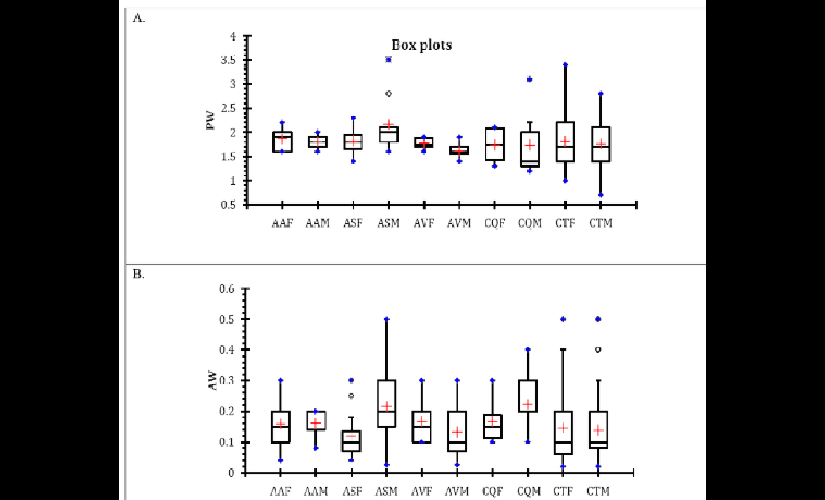 A.
Box plots
4
3.5
3
2.5
2
1.5
1
0.5
PW
AAF AAM ASF ASM AVF AVM CQF CQM CTF CTM
B.
0.6
0.5
0.4
0.3
0.2
0.1
0
AW
AAF AAM ASF ASM AVF AVM CQF CQM CTF CTM